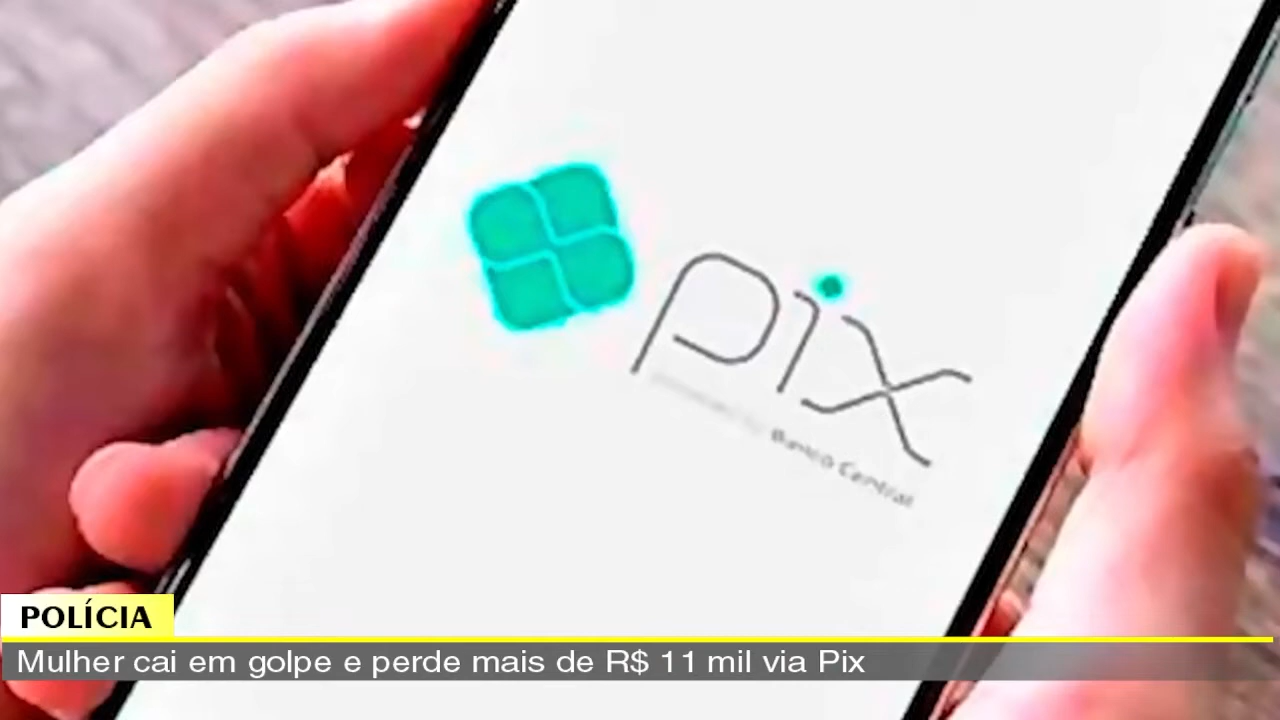 pix
Banco Central
POLÍCIA
Mulher cai em golpe e perde mais de R$ 11 mil via Pix